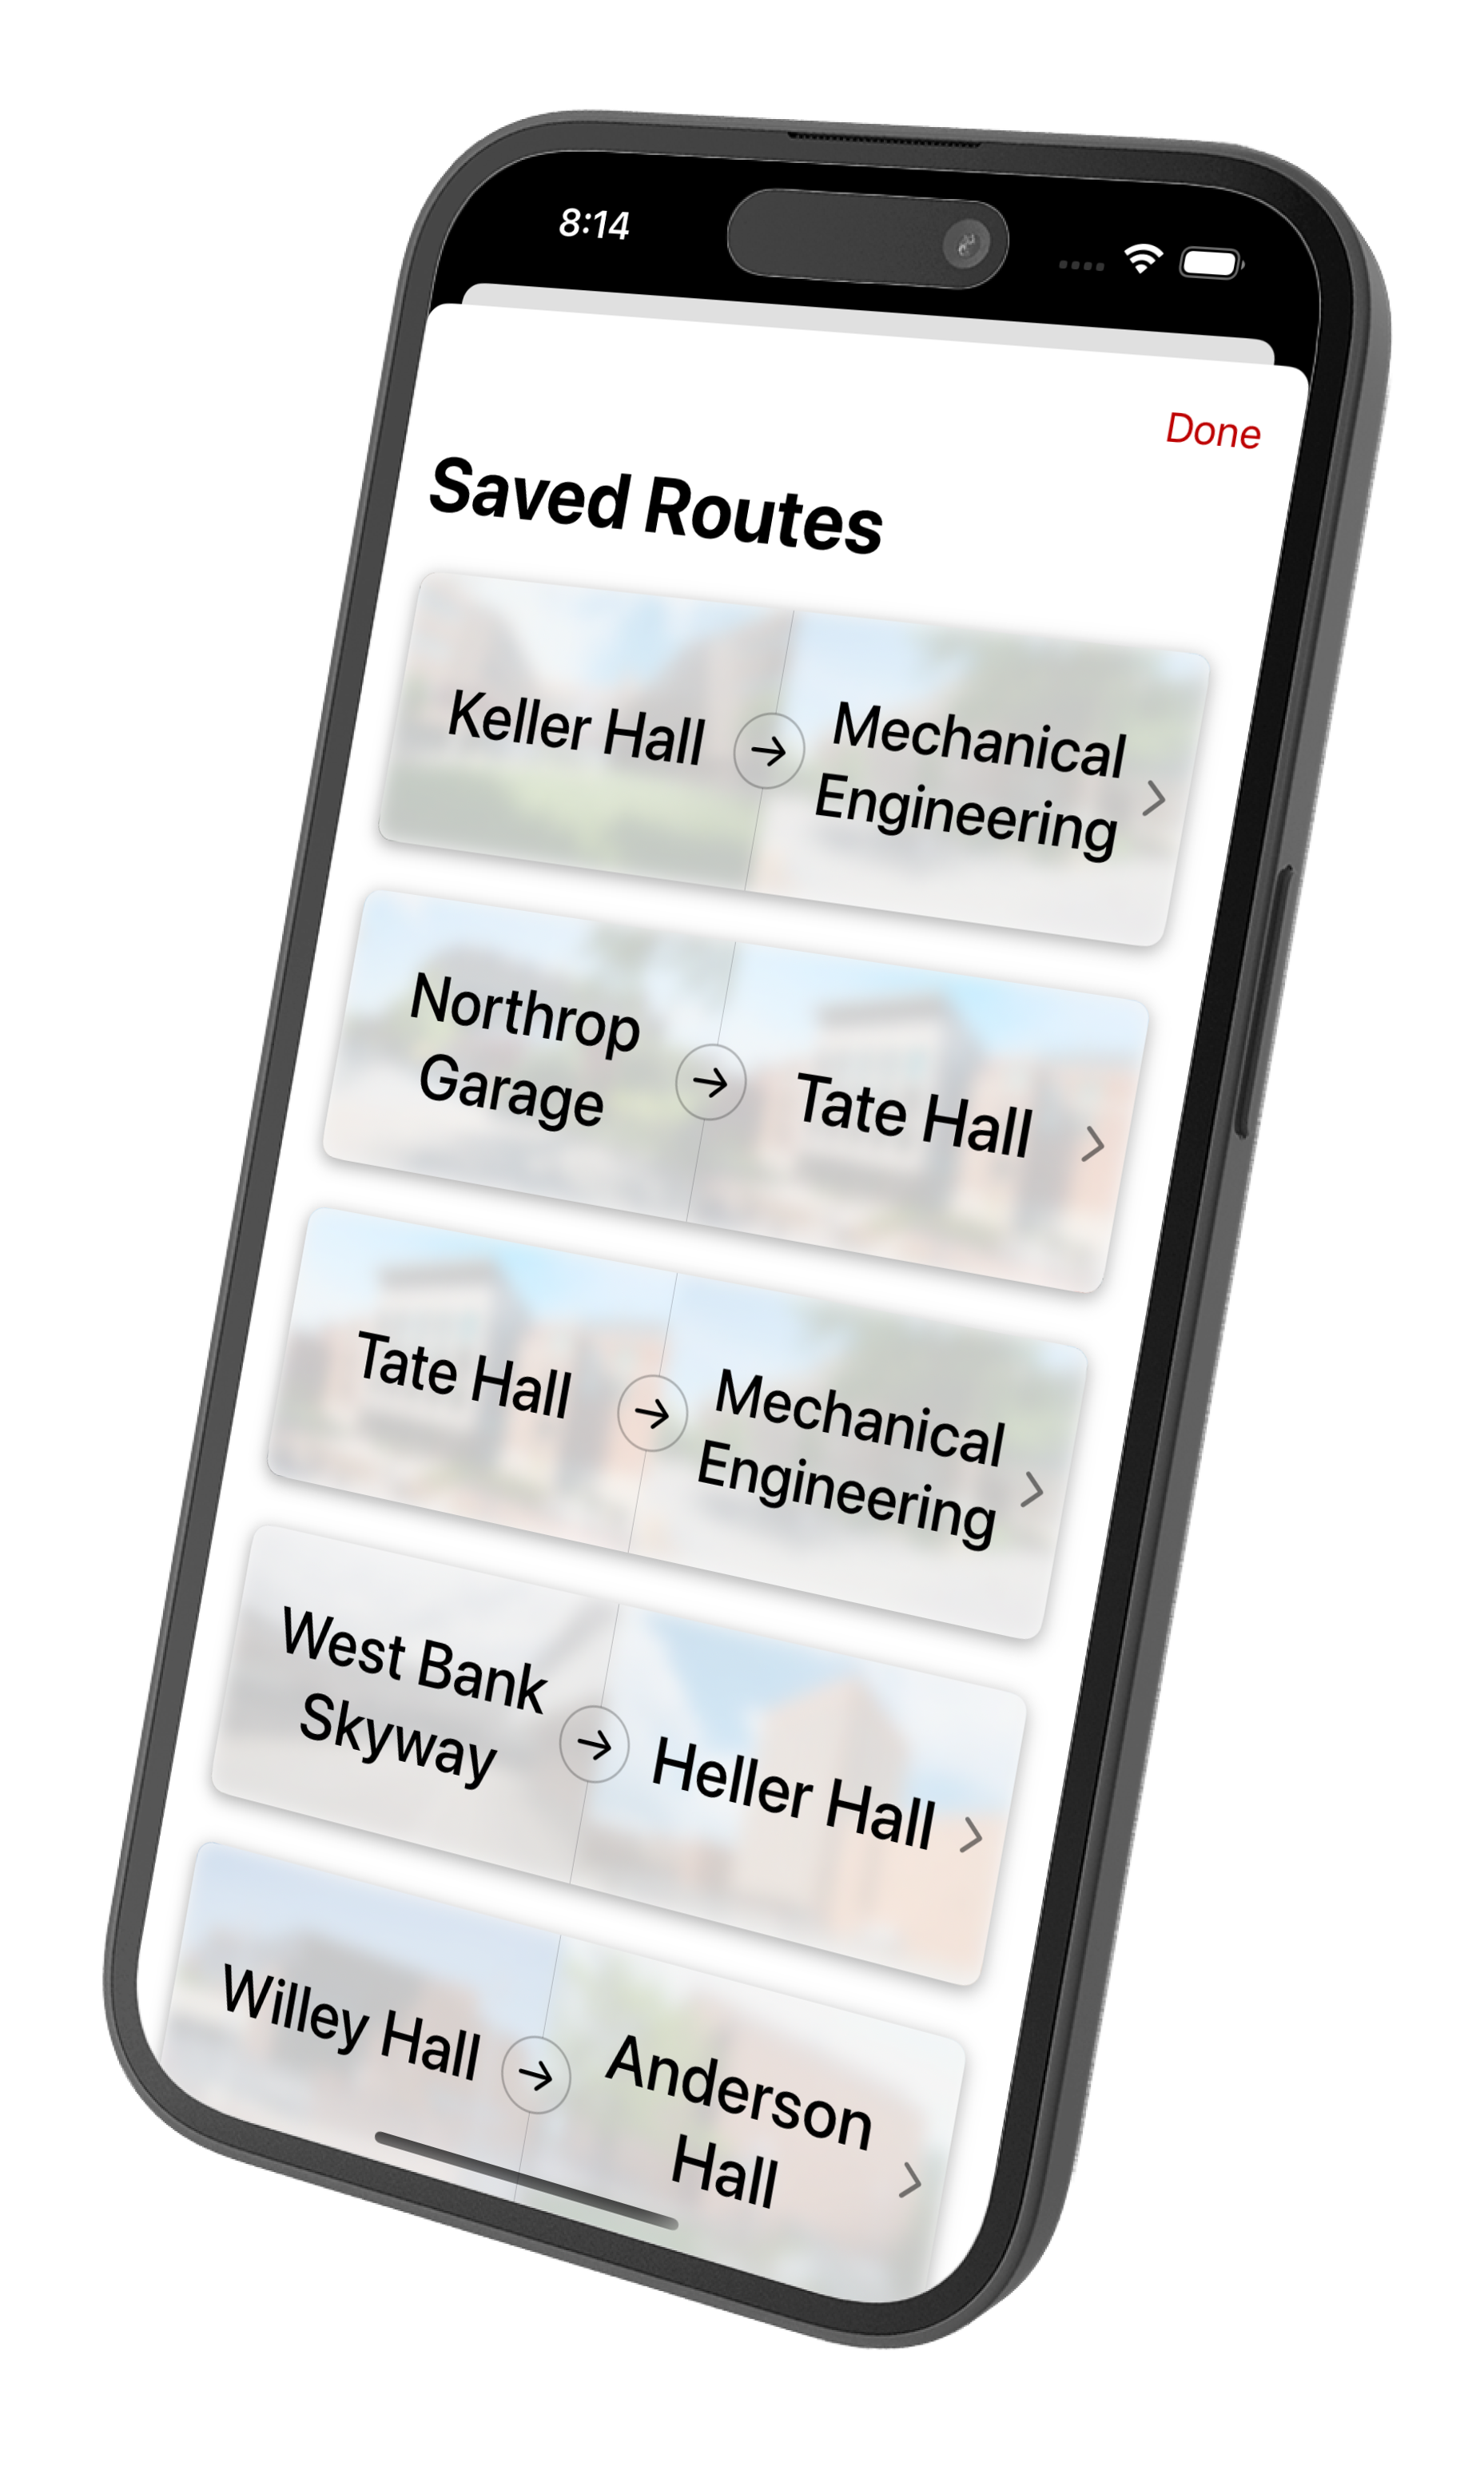 8:14
Done
Saved Routes
Keller Hall
Mechanical
Engineering
Northrop
Garage
Tate Hall
Tate Hall
Mechanical
Engineering
West Bank
Skyway
Heller Hall
Willey Hall
Anderson
Hall